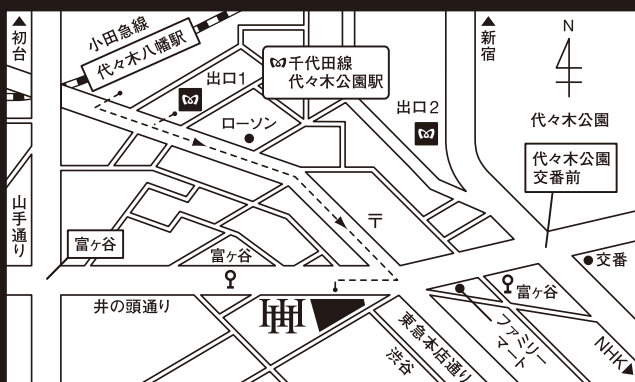 ▲初台
小田急線
代々木八幡駅
出口1
千代田線
代々木公園駅
▲新宿
N
出口2
代々木公園
ローソン
代々木公園
交番前
山手通り
富ヶ谷
富ヶ谷
〒
交番
富ヶ谷
井の頭通り
HH
東急本店通り
渋谷
ファミリー
マート
NHK▶